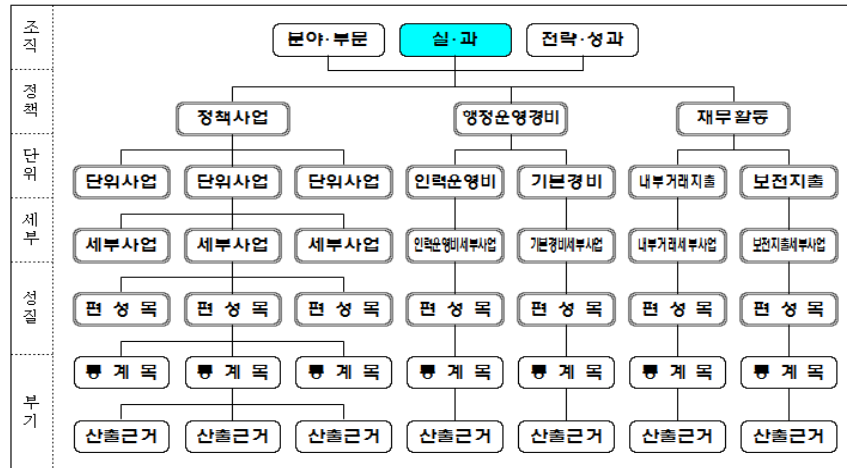 조직
분야·부문 실·과 전략·성과
정책
정책사업 행정운영경비 재무활동
단위
단위사업 단위사업 단위사업 인력운영비 기본경비 내부거래지출 보전지출
세부
세부사업 세부사업 세부사업 인력운영비세부사업 기본경비세부사업 내부거래세부사업 보전지출세부사업
성질
편 성 목 편 성 목 편 성 목 편 성 목 편 성 목 편 성 목 편 성 목
통 계 목 통 계 목 통 계 목 통 계 목 통 계 목 통 계 목 통 계 목
부기
산출근거 산출근거 산출근거 산출근거 산출근거 산출근거 산출근거